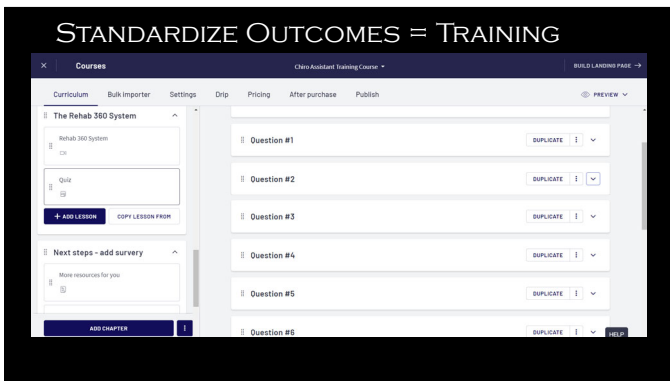 STANDARDIZE OUTCOMES = TRAINING
× Courses
Chiro Assistant Training Course
BUILD LANDING PAGE →
Curriculum Bulk importer Settings Drip Pricing After purchase Publish
PREVIEW
The Rehab 360 System
Rehab 360 System
Quiz
+ ADD LESSON COPY LESSON FROM
Next steps - add survery
More resources for you
ADD CHAPTER
Question #1 DUPLICATE
Question #2 DUPLICATE
Question #3 DUPLICATE
Question #4 DUPLICATE
Question #5 DUPLICATE
Question #6 DUPLICATE
HELP